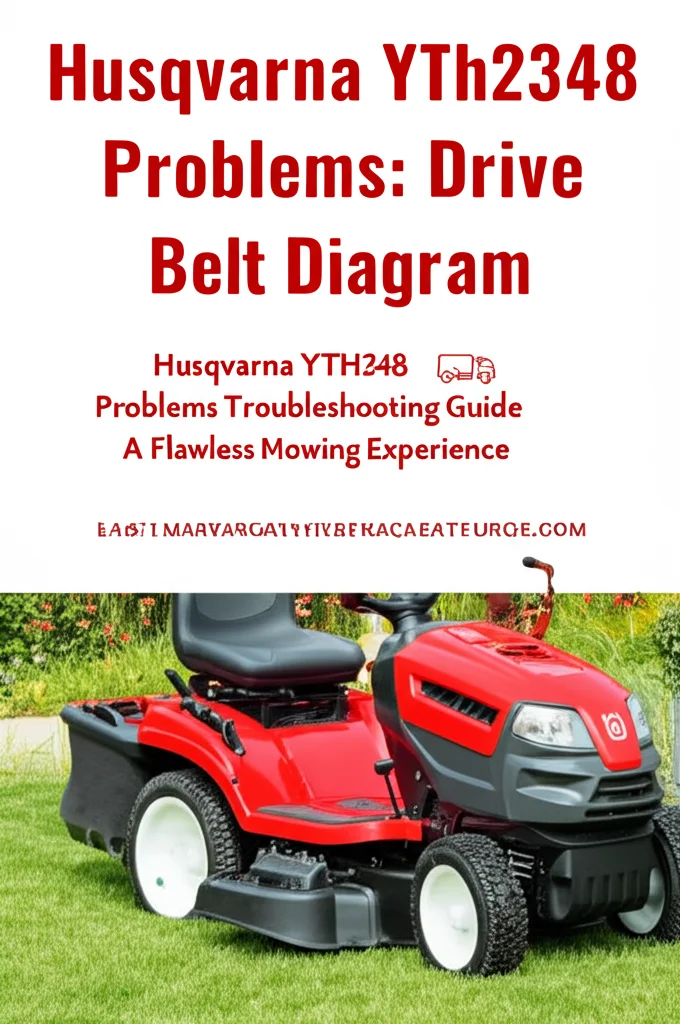 Husqvarna YTh2348
Problems: Drive
Belt Diagram
Husqvarna YTH248
Problems Troubleshooting Guide
A Flawless Mowing Experience